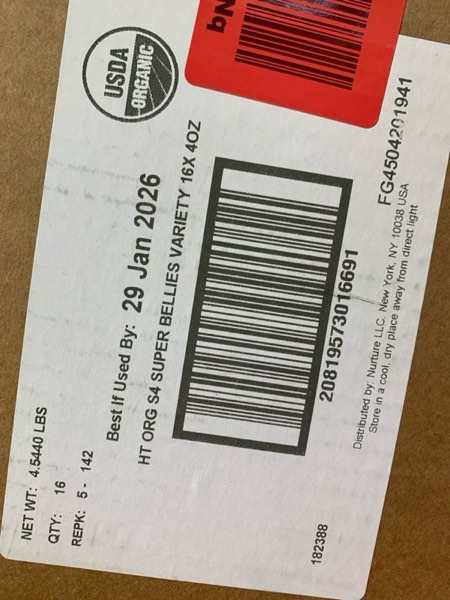 USDA
ORGANIC
NET WT: 4.5440 LBS
QTY: 16
REPK: 5 - 142
Best If Used By: 29 Jan 2026
HT ORG S4 SUPER BELLIES VARIETY 16X 4OZ
20819573016691
FG4504201941
Distributed by: Nurture LLC. New York, NY 10038 USA
Store in a cool, dry place away from direct light
182388